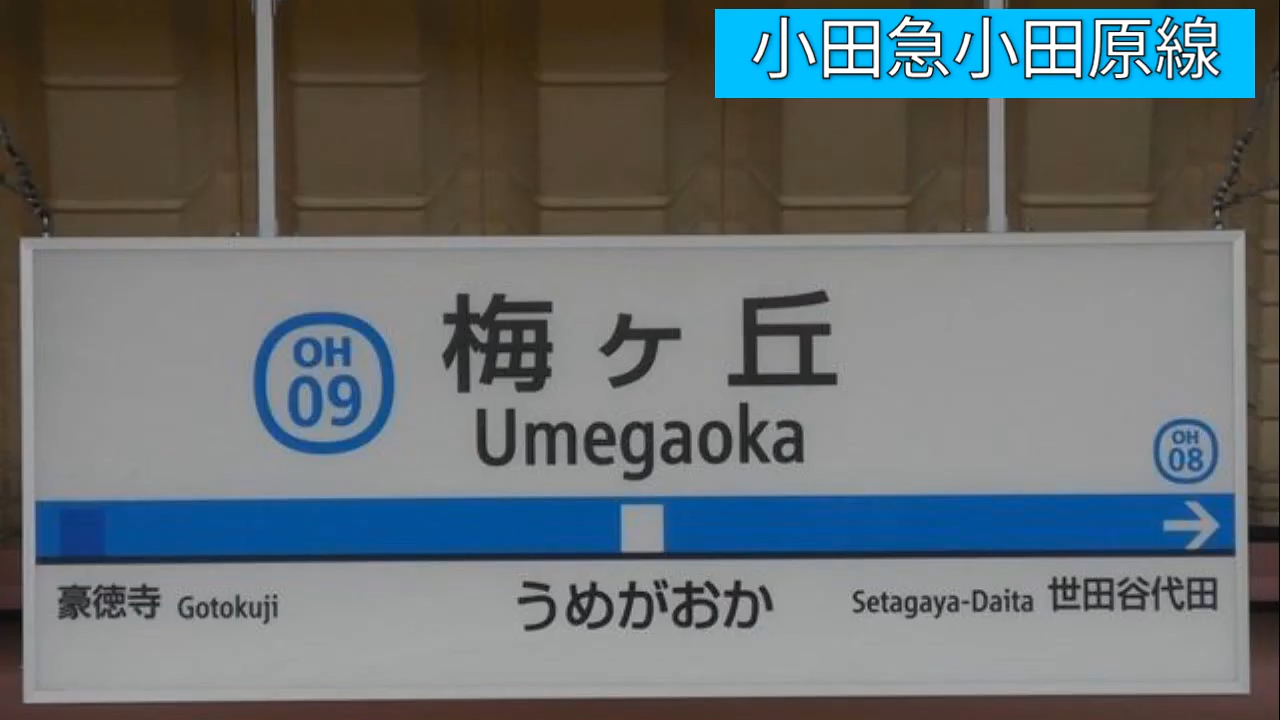 小田急小田原線
OH
09
梅ヶ丘
Umegaoka
OH
08
豪徳寺 Gotokuji
うめがおか
Setagaya-Daita 世田谷代田